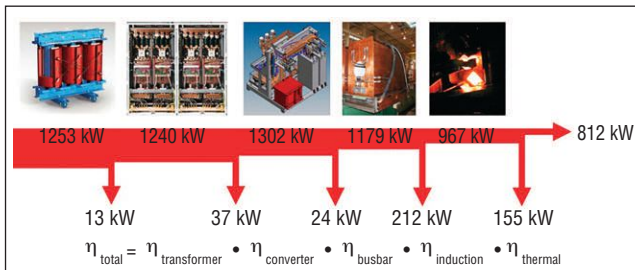 1253 kW 1240 kW 1302 kW 1179 kW 967 kW 812 kW
13 kW 37 kW 24 kW 212 kW 155 kW
η total = η transformer • η converter • η busbar • η induction • η thermal